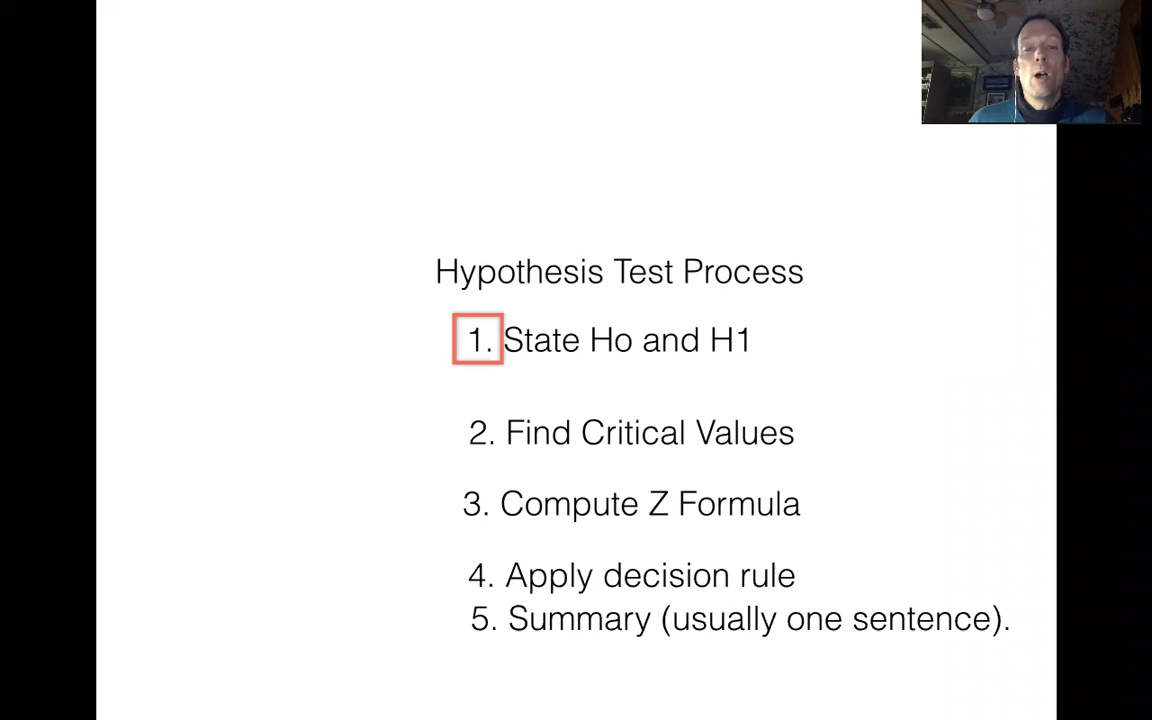 Hypothesis Test Process
1. State Ho and H1
2. Find Critical Values
3. Compute Z Formula
4. Apply decision rule
5. Summary (usually one sentence).